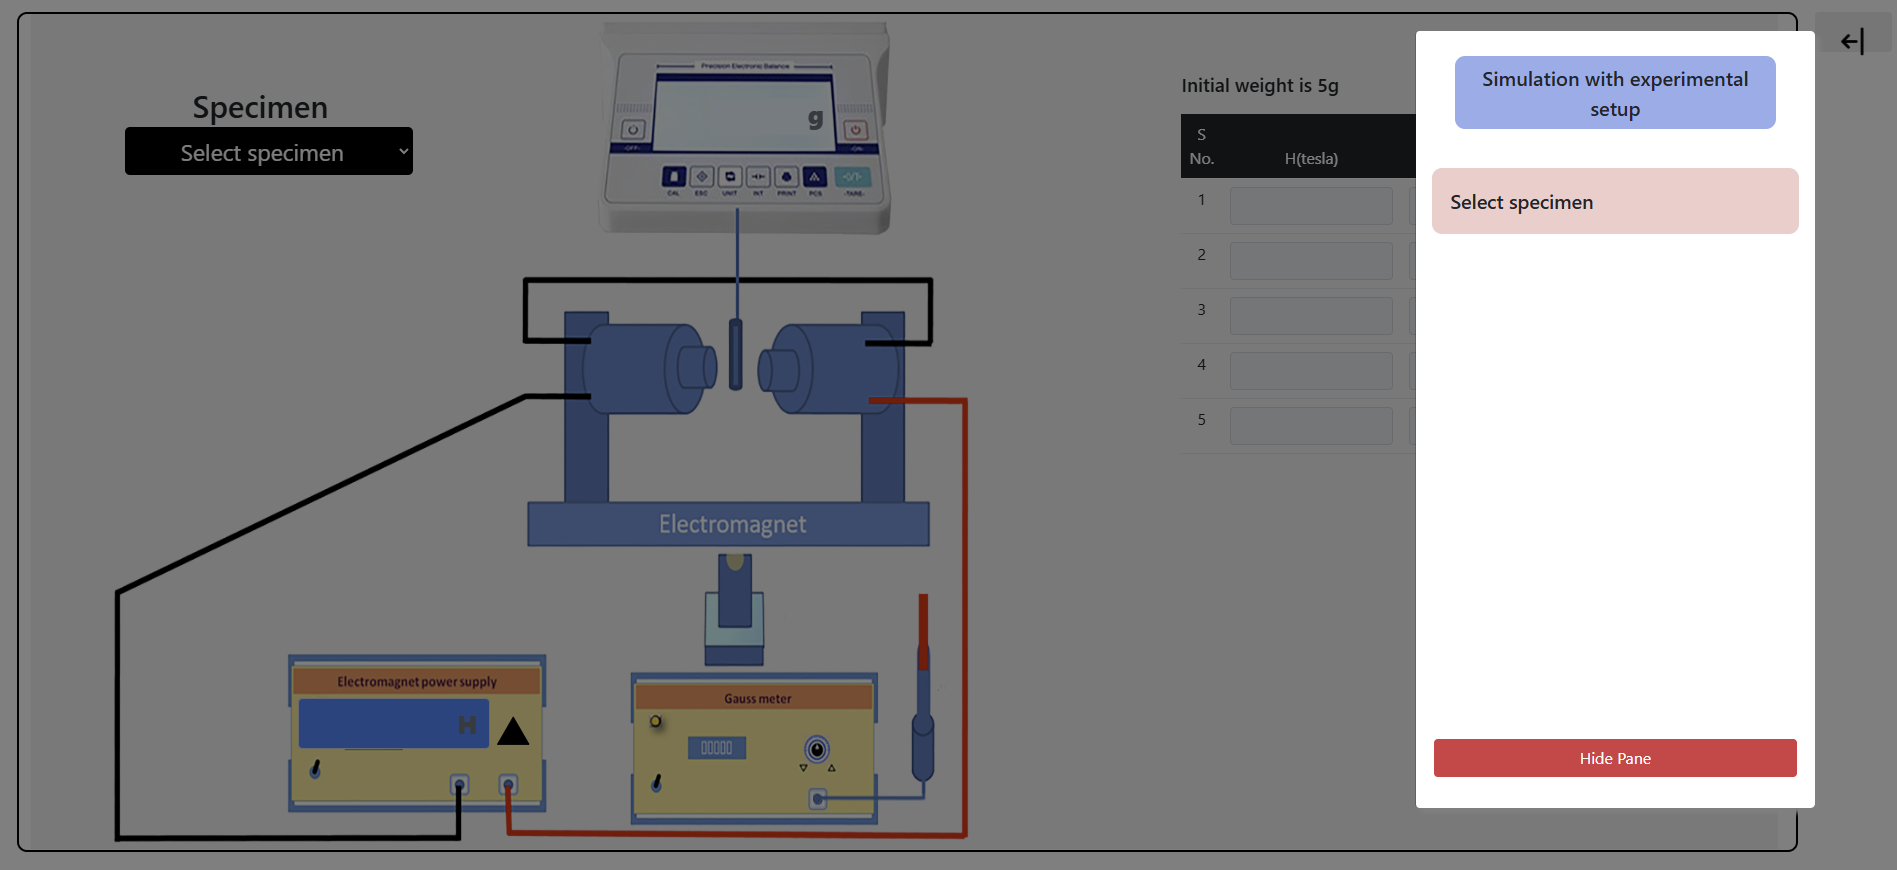 Specimen
Select specimen
Precision Electronic Balance
g
-OFF-
-ON-
CAL ESC UNIT INT PRINT PCS -TARE-
Electromagnet
Electromagnet power supply
H
Gauss meter
00000
Initial weight is 5g
S No. H(tesla)
1
2
3
4
5
Simulation with experimental
setup
Select specimen
Hide Pane